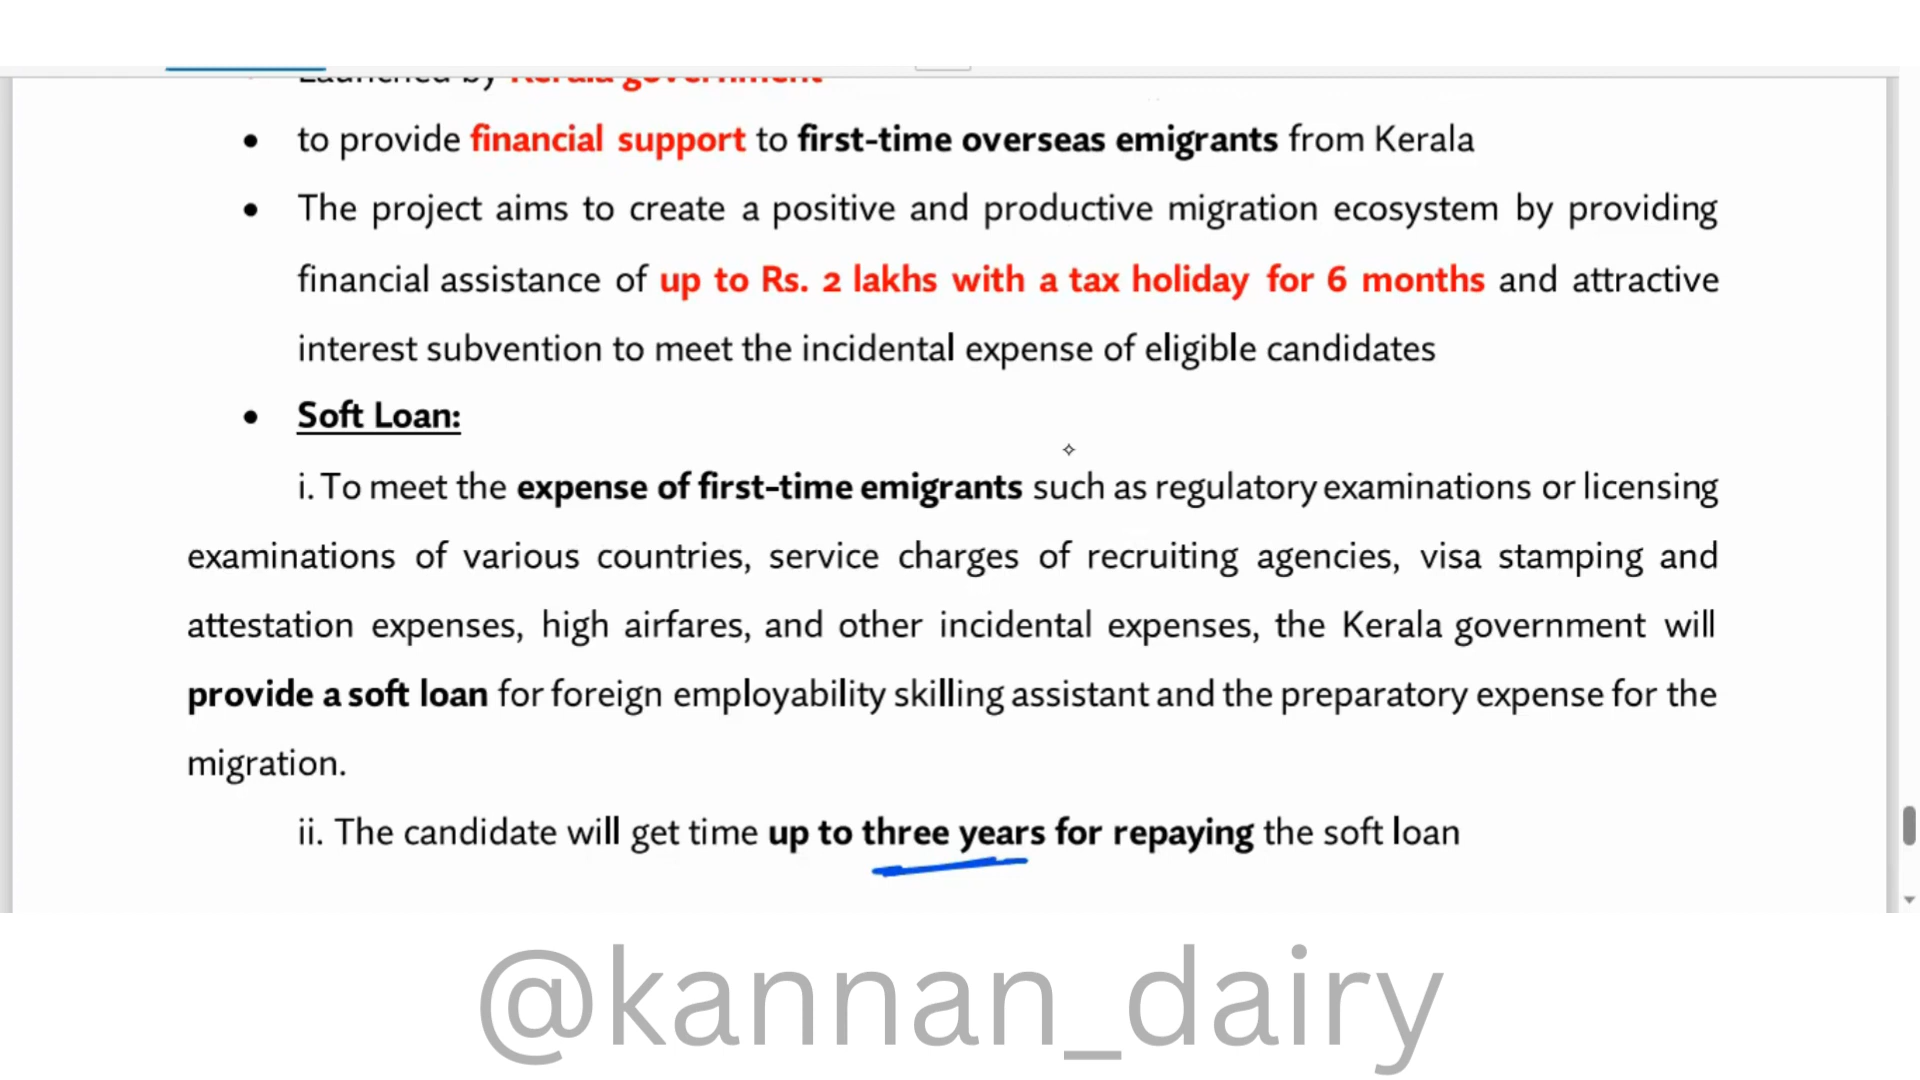 Launched by Kerala government
• to provide financial support to first-time overseas emigrants from Kerala
• The project aims to create a positive and productive migration ecosystem by providing
financial assistance of up to Rs. 2 lakhs with a tax holiday for 6 months and attractive
interest subvention to meet the incidental expense of eligible candidates
• Soft Loan:
i. To meet the expense of first-time emigrants such as regulatory examinations or licensing
examinations of various countries, service charges of recruiting agencies, visa stamping and
attestation expenses, high airfares, and other incidental expenses, the Kerala government will
provide a soft loan for foreign employability skilling assistant and the preparatory expense for the
migration.
ii. The candidate will get time up to three years for repaying the soft loan
@kannan_dairy